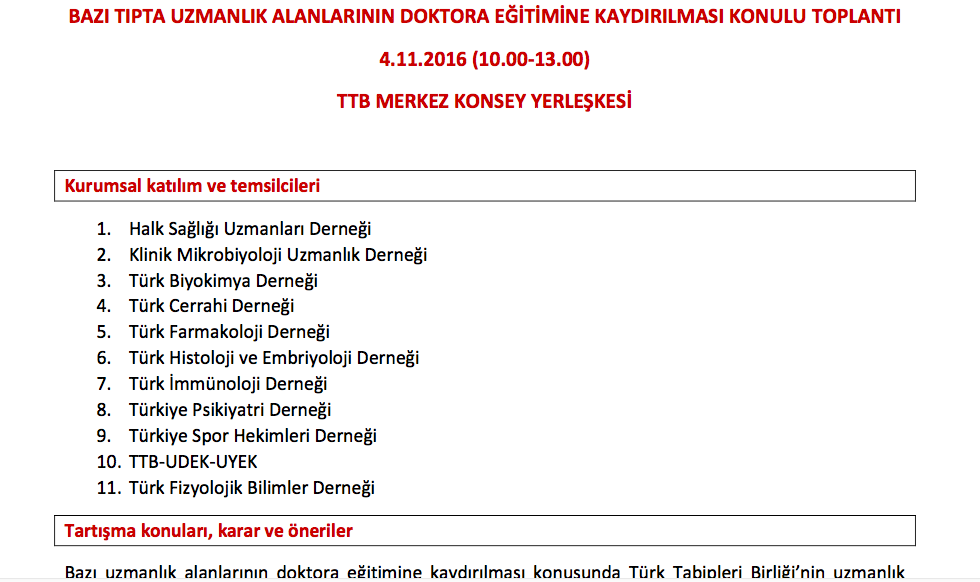 BAZI TIPTA UZMANLIK ALANLARININ DOKTORA EĞİTİMİNE KAYDIRILMASI KONULU TOPLANTI
4.11.2016 (10.00-13.00)
TTB MERKEZ KONSEY YERLEŞKESİ
Kurumsal katılım ve temsilcileri
1. Halk Sağlığı Uzmanları Derneği
2. Klinik Mikrobiyoloji Uzmanlık Derneği
3. Türk Biyokimya Derneği
4. Türk Cerrahi Derneği
5. Türk Farmakoloji Derneği
6. Türk Histoloji ve Embriyoloji Derneği
7. Türk İmmünoloji Derneği
8. Türkiye Psikiyatri Derneği
9. Türkiye Spor Hekimleri Derneği
10. TTB-UDEK-UYEK
11. Türk Fizyolojik Bilimler Derneği
Tartışma konuları, karar ve öneriler
Bazı uzmanlık alanlarının doktora eğitimine kaydırılması konusunda Türk Tabipleri Birliği’nin uzmanlık